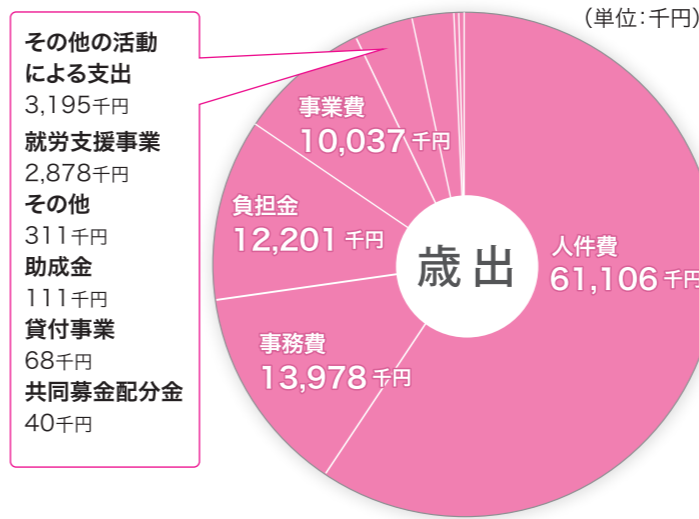 (単位：千円)
その他の活動
による支出
3,195千円
就労支援事業
2,878千円
その他
311千円
助成金
111千円
貸付事業
68千円
共同募金配分金
40千円
事業費
10,037千円
負担金
12,201千円
歳出
人件費
61,106千円
事務費
13,978千円